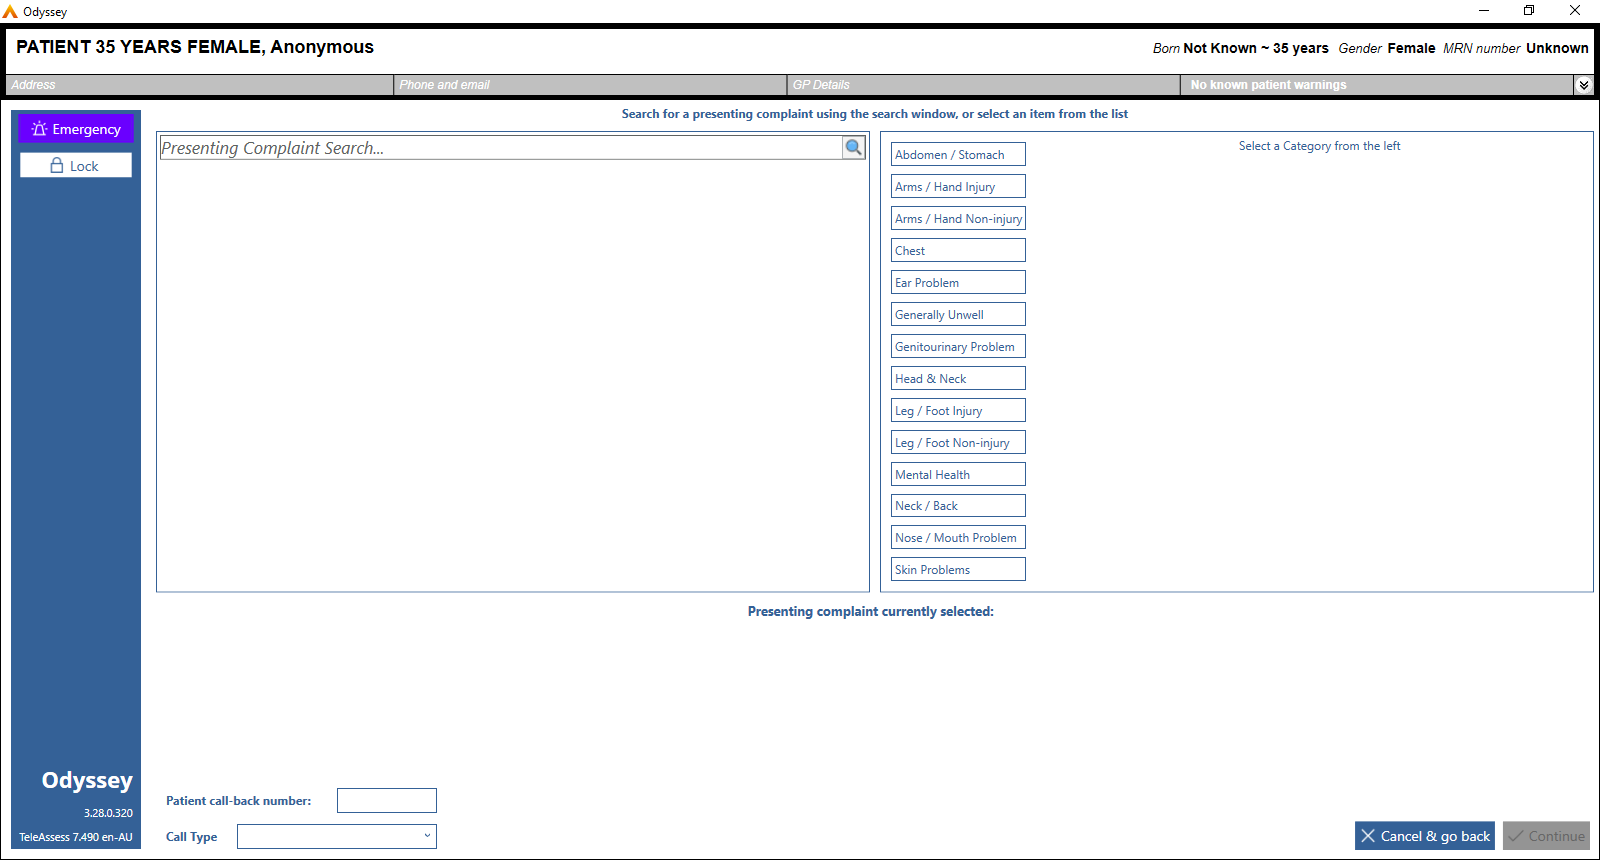 Odyssey
PATIENT 35 YEARS FEMALE, Anonymous
Born Not Known ~ 35 years Gender Female MRN number Unknown
Address
Phone and email
GP Details
No known patient warnings
Emergency
Lock
Search for a presenting complaint using the search window, or select an item from the list
Presenting Complaint Search...
Abdomen / Stomach
Arms / Hand Injury
Arms / Hand Non-injury
Chest
Ear Problem
Generally Unwell
Genitourinary Problem
Head & Neck
Leg / Foot Injury
Leg / Foot Non-injury
Mental Health
Neck / Back
Nose / Mouth Problem
Skin Problems
Select a Category from the left
Presenting complaint currently selected:
Odyssey
3.28.0.320
TeleAssess 7.490 en-AU
Patient call-back number:
Call Type
Cancel & go back
Continue